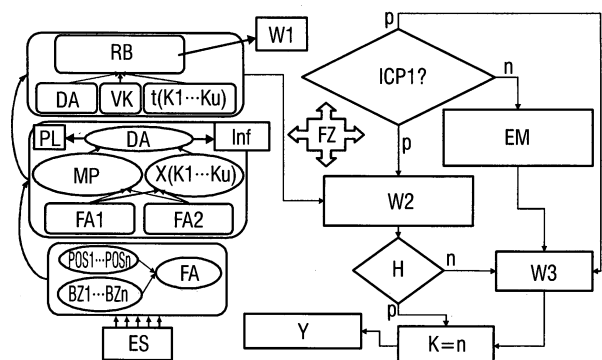 p
RB
W1
ICP1?
n
DA
VK
t(K1···Ku)
PL
DA
Inf
FZ
p
EM
MP
X(K1···Ku)
FA1
FA2
W2
POS1···POSn
FA
BZ1···BZn
H
n
W3
p
ES
Y
K=n